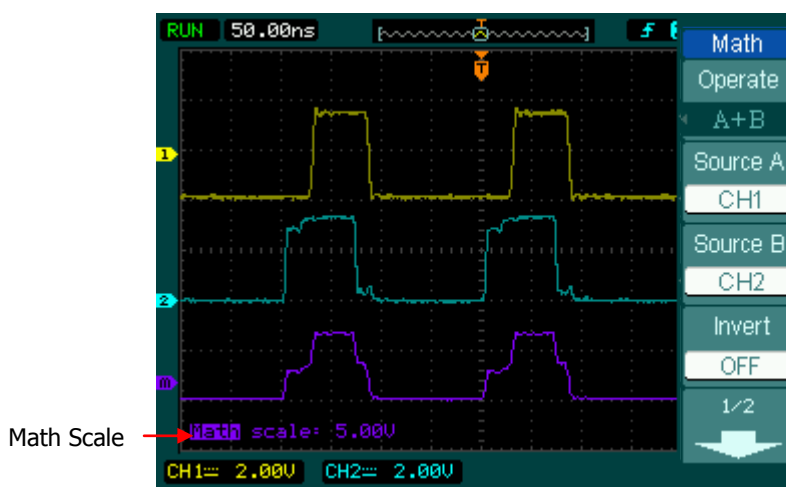 RUN 50.00ns
T
T
Math
Operate
A+B
1
Source A
CH1
Source B
CH2
2
Invert
OFF
m
1/2
Math scale: 5.00V
Math Scale
CH1 2.00V CH2 2.00V